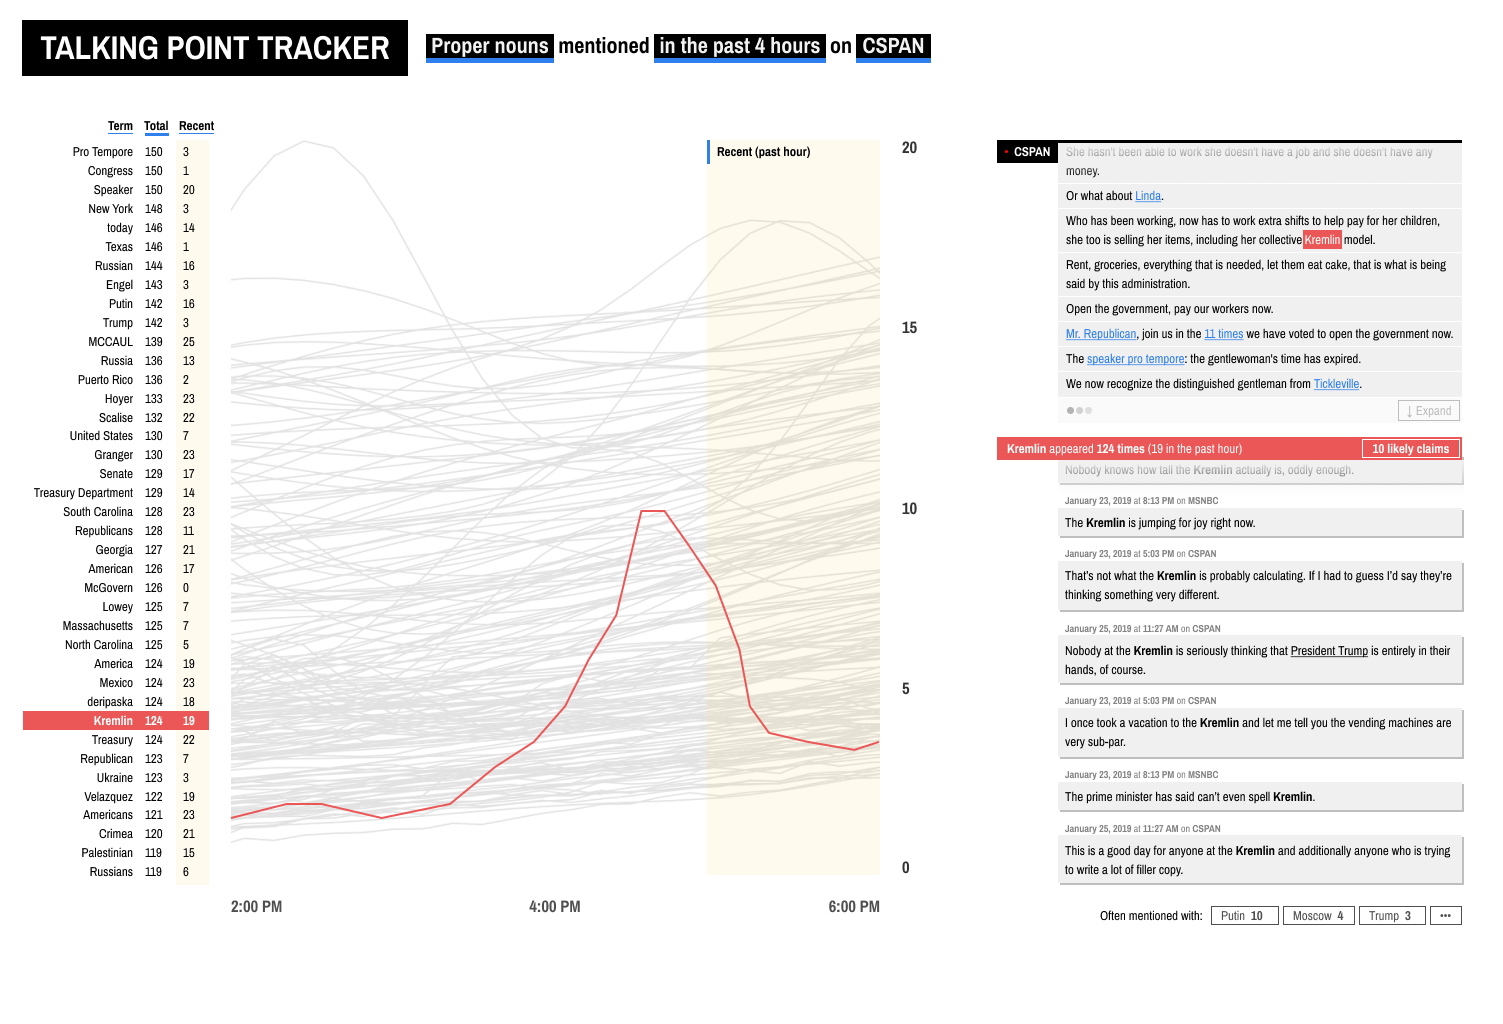 TALKING POINT TRACKER
Proper nouns mentioned in the past 4 hours on CSPAN
Term Total Recent
Pro Tempore 150 3
Congress 150 1
Speaker 150 20
New York 148 3
today 146 14
Texas 146 1
Russian 144 16
Engel 143 3
Putin 142 16
Trump 142 3
MCCAUL 139 25
Russia 136 13
Puerto Rico 136 2
Hoyer 133 23
Scalise 132 22
United States 130 7
Granger 130 23
Senate 129 17
Treasury Department 129 14
South Carolina 128 23
Republicans 128 11
Georgia 127 21
American 126 17
McGovern 126 0
Lowey 125 7
Massachusetts 125 7
North Carolina 125 5
America 124 19
Mexico 124 23
deripaska 124 18
Kremlin 124 19
Treasury 124 22
Republican 123 7
Ukraine 123 3
Velazquez 122 19
Americans 121 23
Crimea 120 21
Palestinian 119 15
Russians 119 6
Recent (past hour)
20
15
10
5
0
2:00 PM 4:00 PM 6:00 PM
• CSPAN
She hasn't been able to work she doesn't have a job and she doesn't have any
money.
Or what about Linda.
Who has been working, now has to work extra shifts to help pay for her children,
she too is selling her items, including her collective Kremlin model.
Rent, groceries, everything that is needed, let them eat cake, that is what is being
said by this administration.
Open the government, pay our workers now.
Mr. Republican, join us in the 11 times we have voted to open the government now.
The speaker pro tempore: the gentlewoman's time has expired.
We now recognize the distinguished gentleman from Tickleville.
↓ Expand
Kremlin appeared 124 times (19 in the past hour) 10 likely claims
Nobody knows how tall the Kremlin actually is, oddly enough.
January 23, 2019 at 8:13 PM on MSNBC
The Kremlin is jumping for joy right now.
January 23, 2019 at 5:03 PM on CSPAN
That's not what the Kremlin is probably calculating. If I had to guess I'd say they're
thinking something very different.
January 25, 2019 at 11:27 AM on CSPAN
Nobody at the Kremlin is seriously thinking that President Trump is entirely in their
hands, of course.
January 23, 2019 at 5:03 PM on CSPAN
I once took a vacation to the Kremlin and let me tell you the vending machines are
very sub-par.
January 23, 2019 at 8:13 PM on MSNBC
The prime minister has said can't even spell Kremlin.
January 25, 2019 at 11:27 AM on CSPAN
This is a good day for anyone at the Kremlin and additionally anyone who is trying
to write a lot of filler copy.
Often mentioned with: Putin 10 Moscow 4 Trump 3 •••